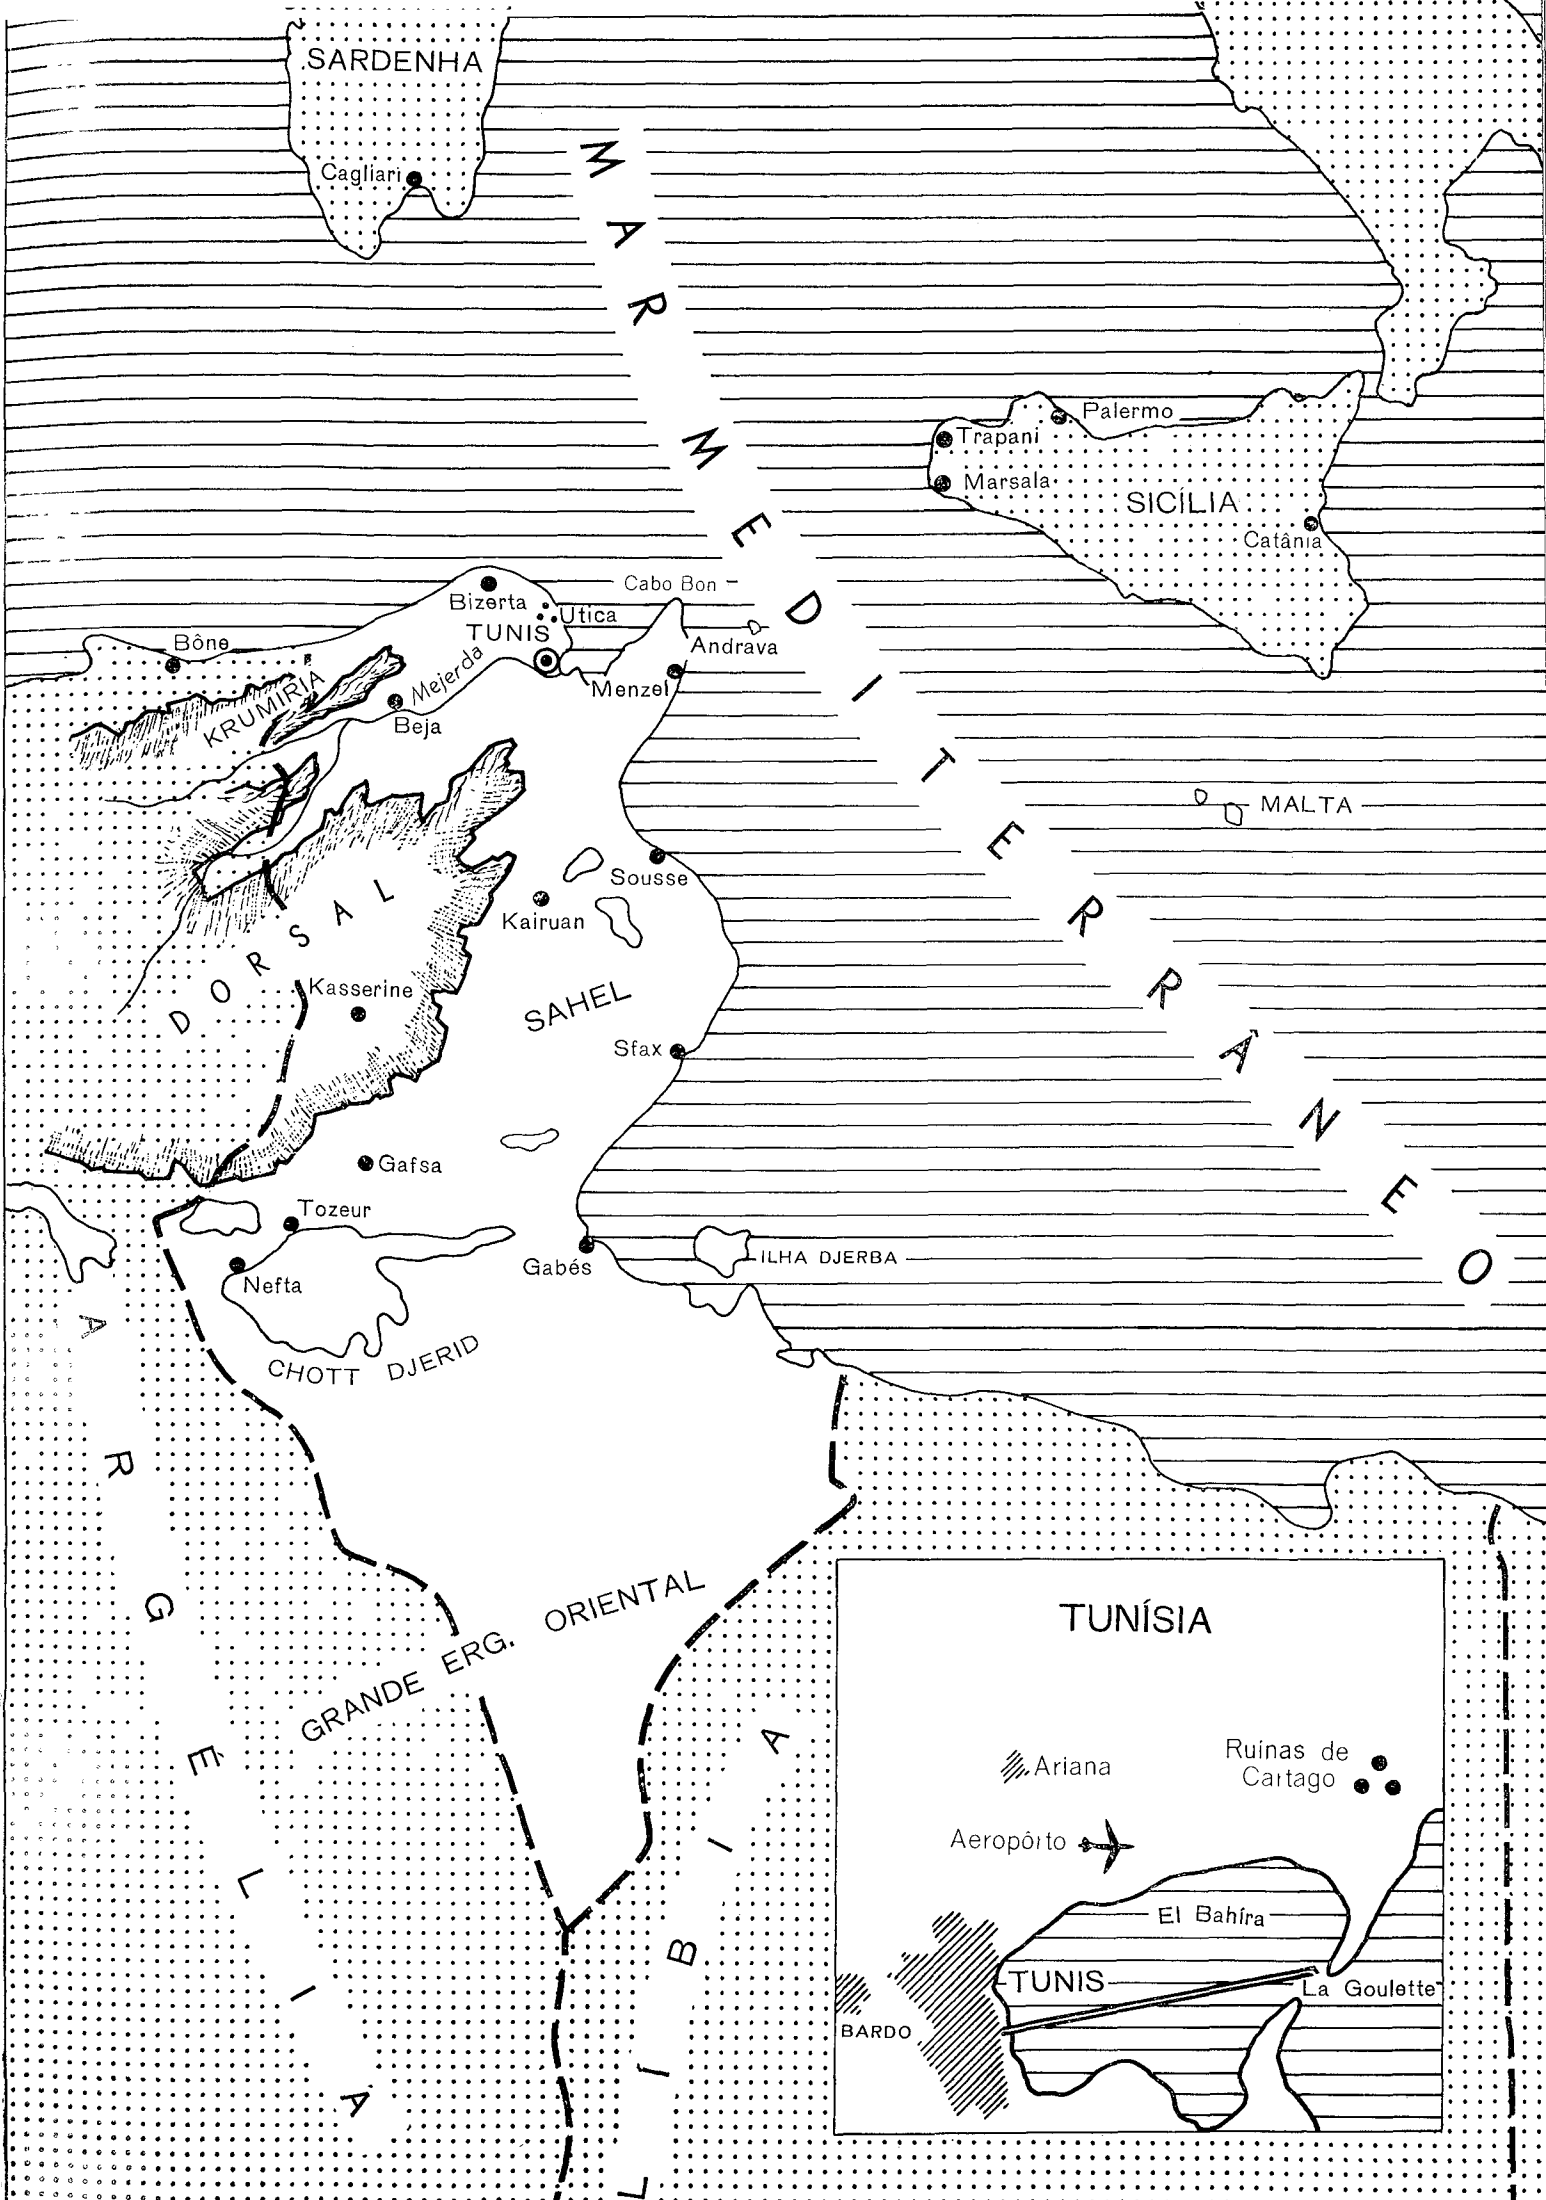 SARDENHA
Cagliari
MAR MEDITERRÂNEO
Palermo
Trapani
Marsala
SICÍLIA
Catânia
Cabo Bon
Bizerta
Utica
TUNIS
Andrava
Bône
Mejerda
Menzel
KRUMIRIA
Beja
MALTA
Sousse
DORSAL
Kairuan
Kasserine
SAHEL
Sfax
Gafsa
Tozeur
ILHA DJERBA
Gabés
Nefta
CHOTT DJERID
ARGÉLIA
GRANDE ERG. ORIENTAL
LÍBIA
TUNÍSIA
Ariana
Ruínas de
Cartago
Aeropôrto
El Bahíra
TUNIS
La Goulette
BARDO